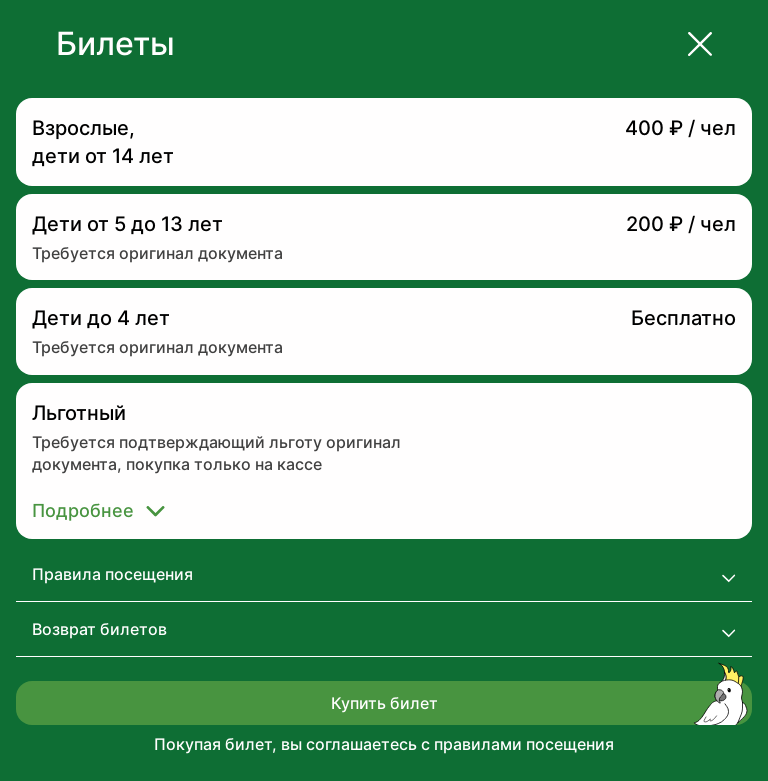 Билеты
Взрослые,
дети от 14 лет
400 ₽ / чел
Дети от 5 до 13 лет
200 ₽ / чел
Требуется оригинал документа
Дети до 4 лет
Бесплатно
Требуется оригинал документа
Льготный
Требуется подтверждающий льготу оригинал
документа, покупка только на кассе
Подробнее
Правила посещения
Возврат билетов
Купить билет
Покупая билет, вы соглашаетесь с правилами посещения